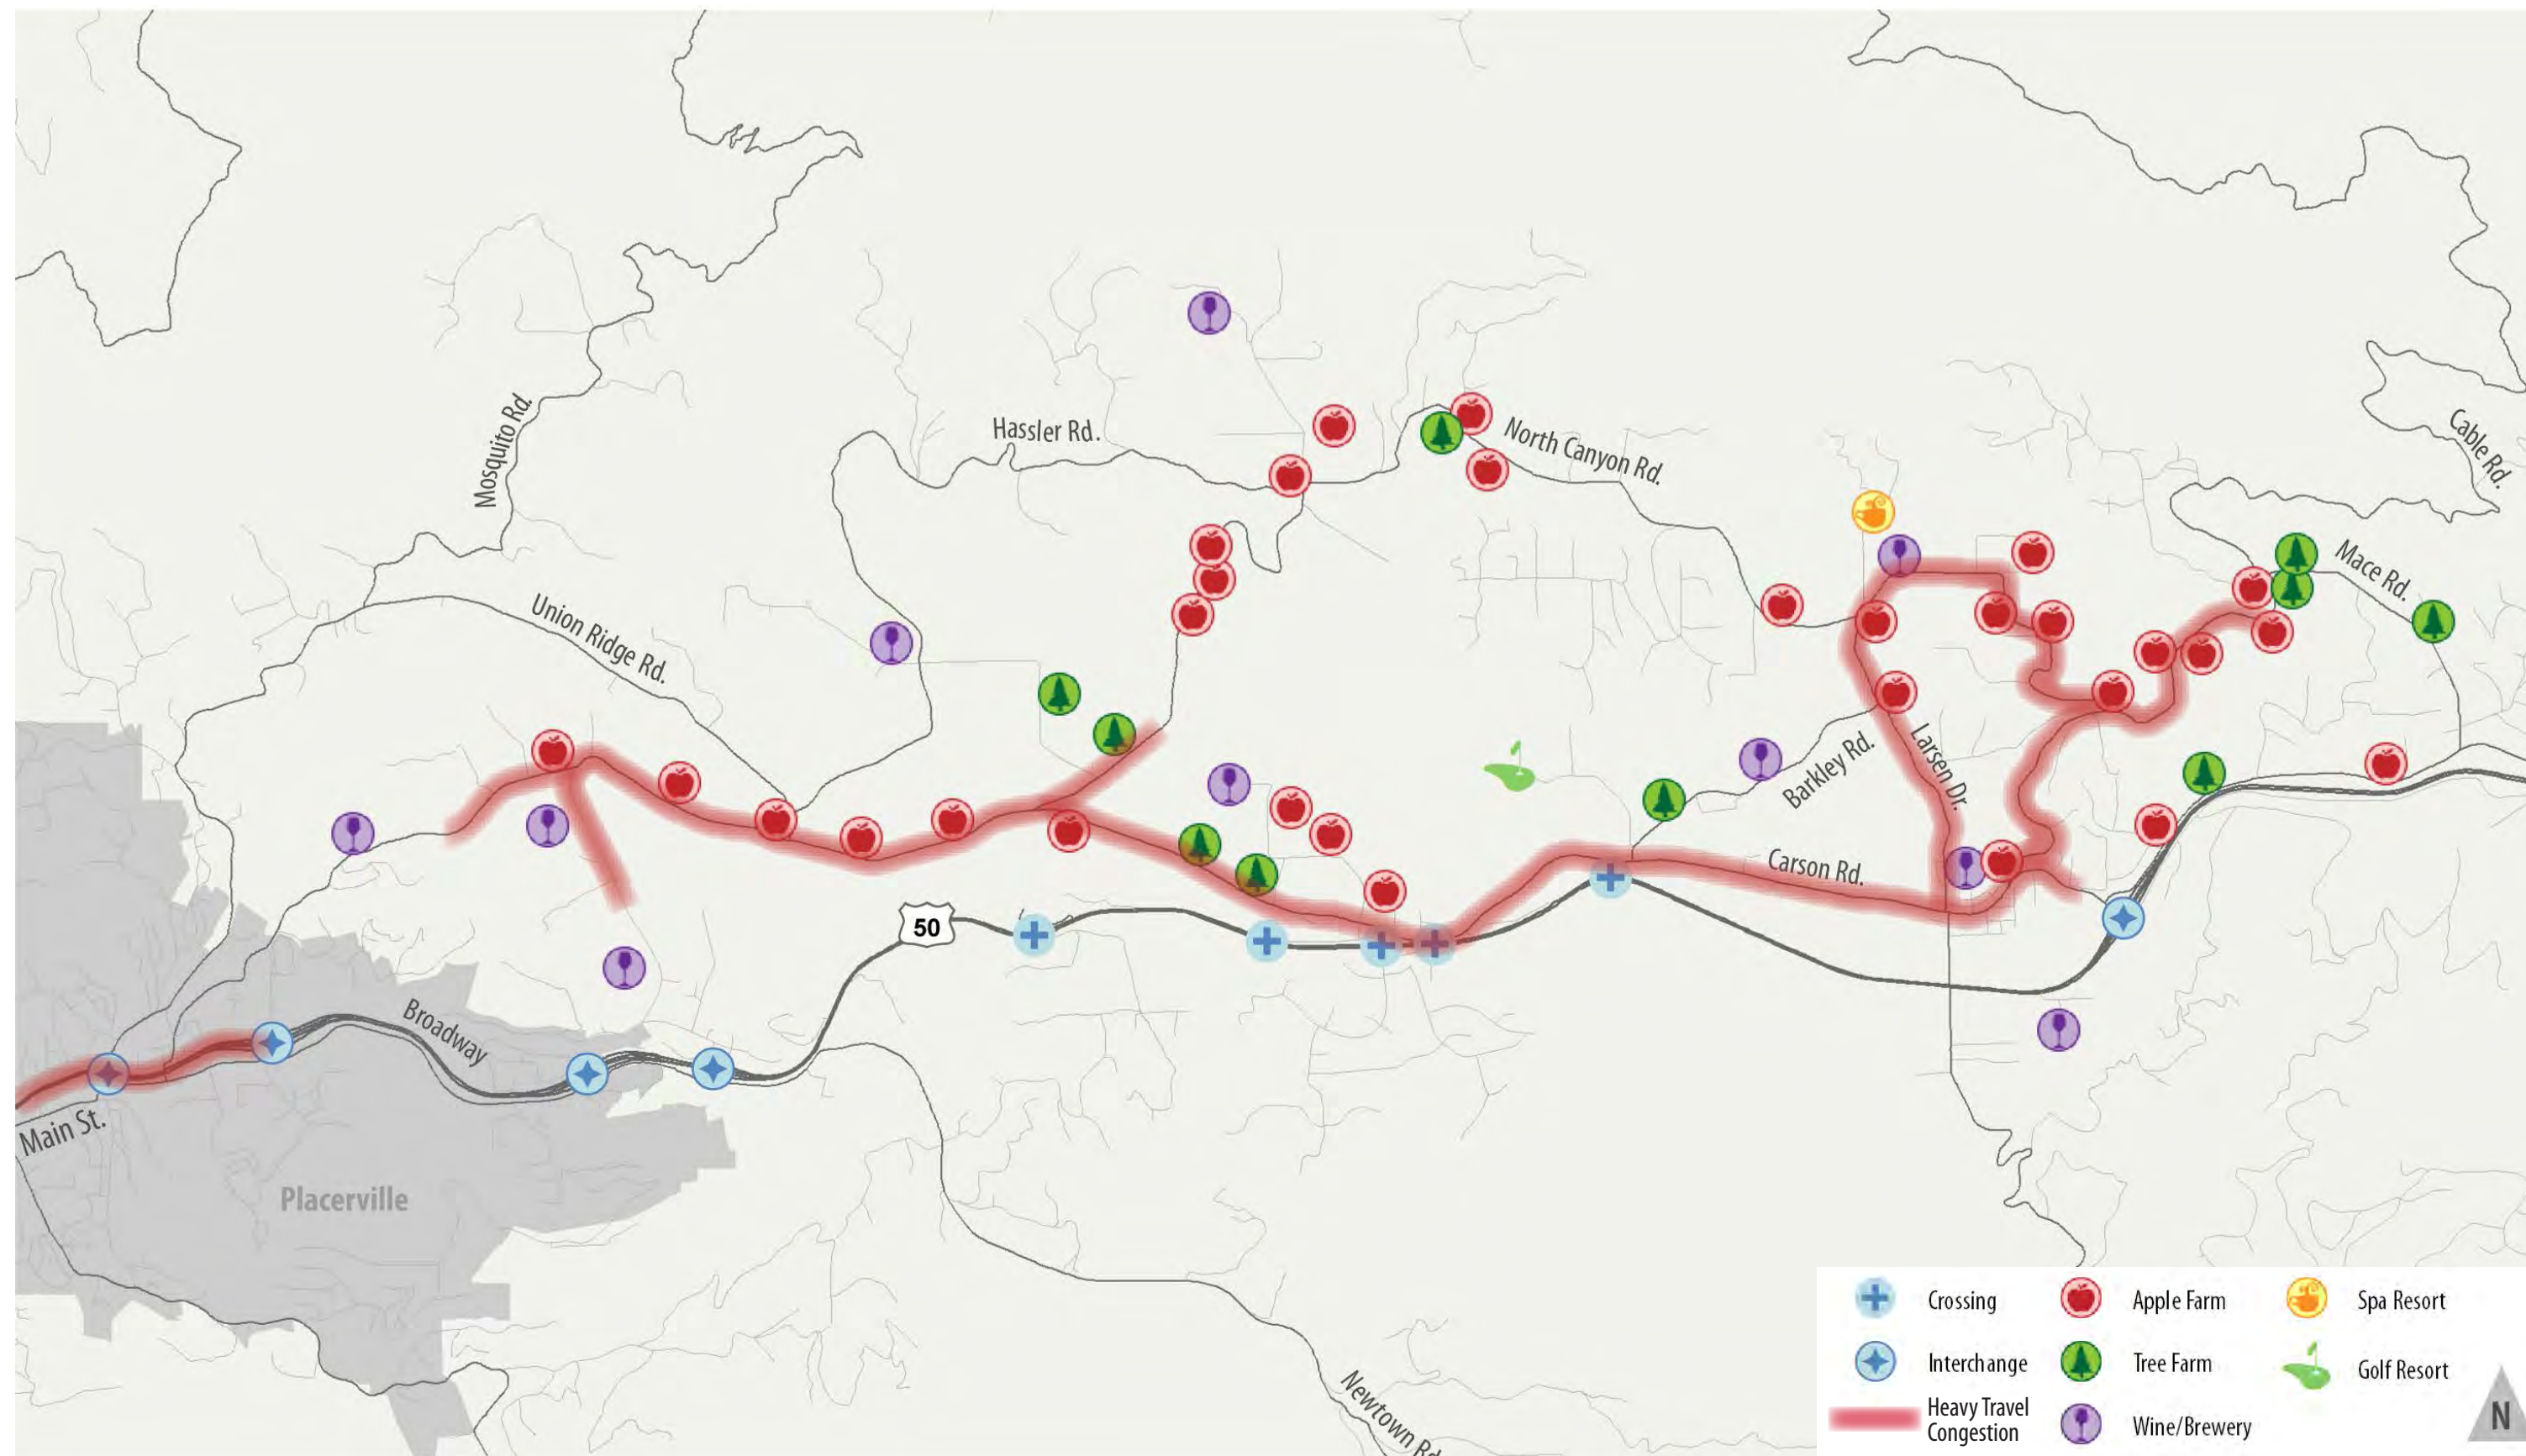 Mosquito Rd.
Hassler Rd.
North Canyon Rd.
Cable Rd.
Mace Rd.
Union Ridge Rd.
Barkley Rd.
Larsen Dr.
Carson Rd.
50
Broadway
Main St.
Placerville
Newtown Rd
Crossing
Apple Farm
Spa Resort
Interchange
Tree Farm
Golf Resort
Heavy Travel
Congestion
Wine/Brewery
N